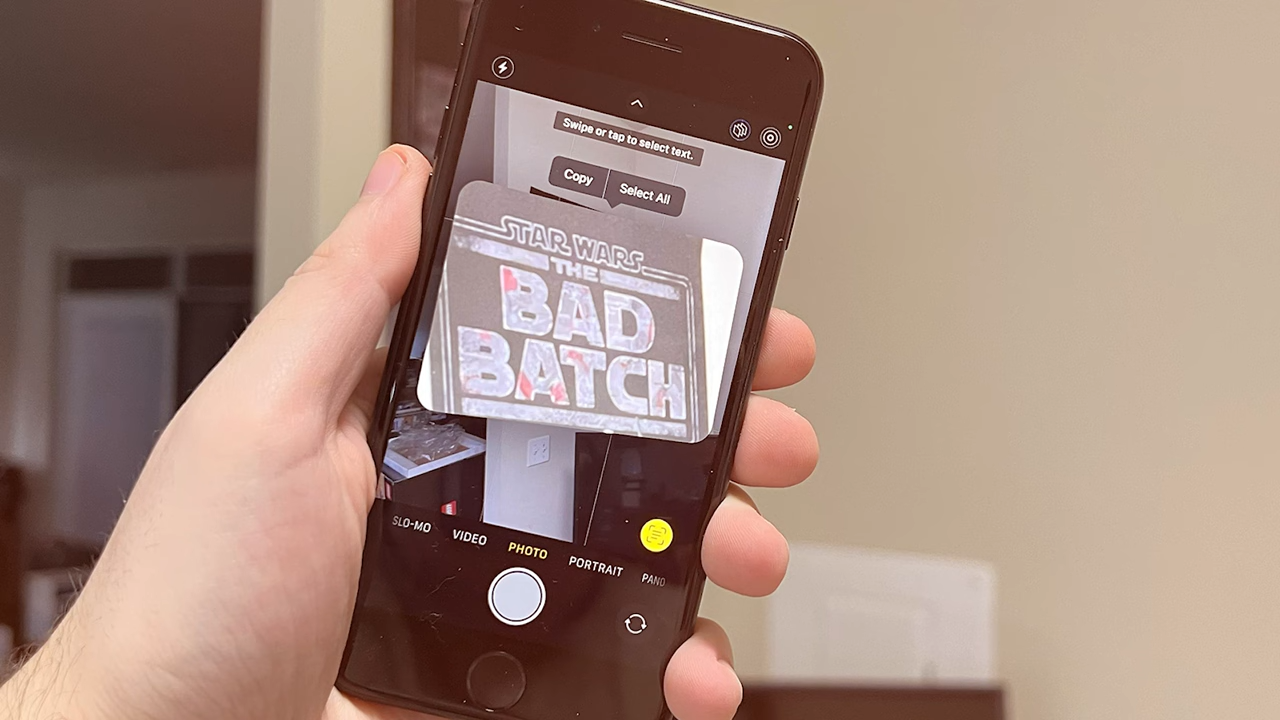 Swipe or tap to select text.
Copy Select All
STAR WARS
THE
BAD
BATCH
SLO-MO VIDEO PHOTO PORTRAIT PANO